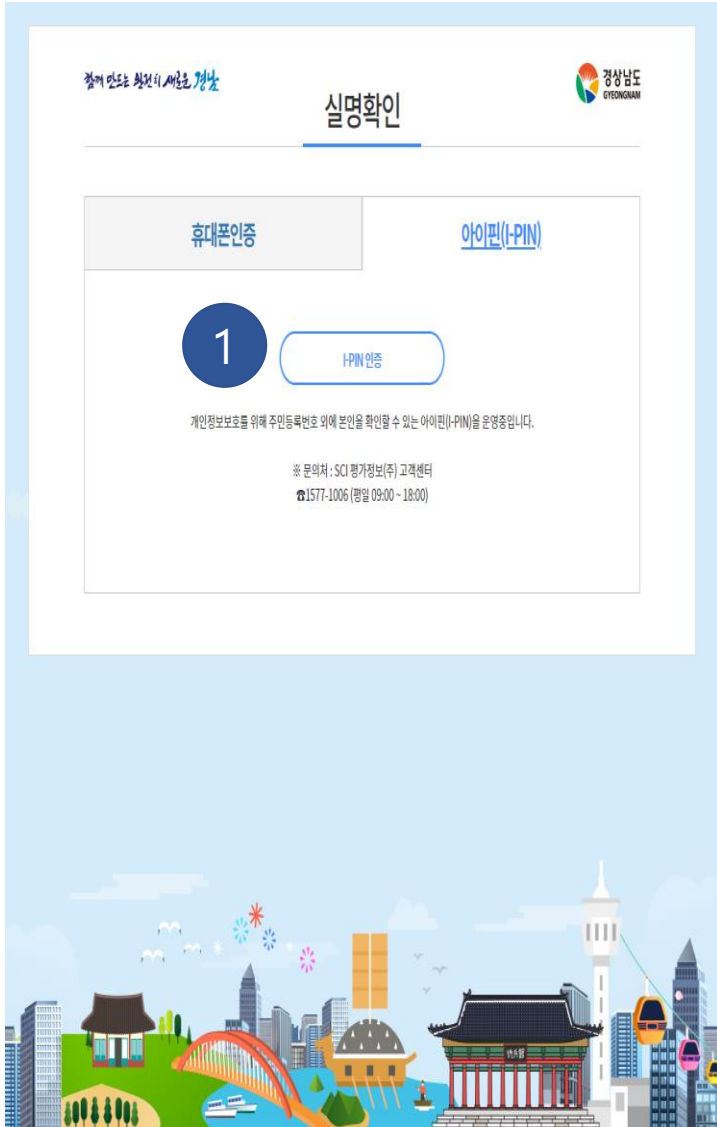 함께 만드는 완전히 새로운 경남
경상남도
GYEONGNAM
실명확인
휴대폰인증
아이핀(I-PIN)
1
I-PIN 인증
개인정보보호를 위해 주민등록번호 외에 본인을 확인할 수 있는 아이핀(I-PIN)을 운영중입니다.
※ 문의처 : SCI 평가정보(주) 고객센터
☎1577-1006 (평일 09:00 ~ 18:00)